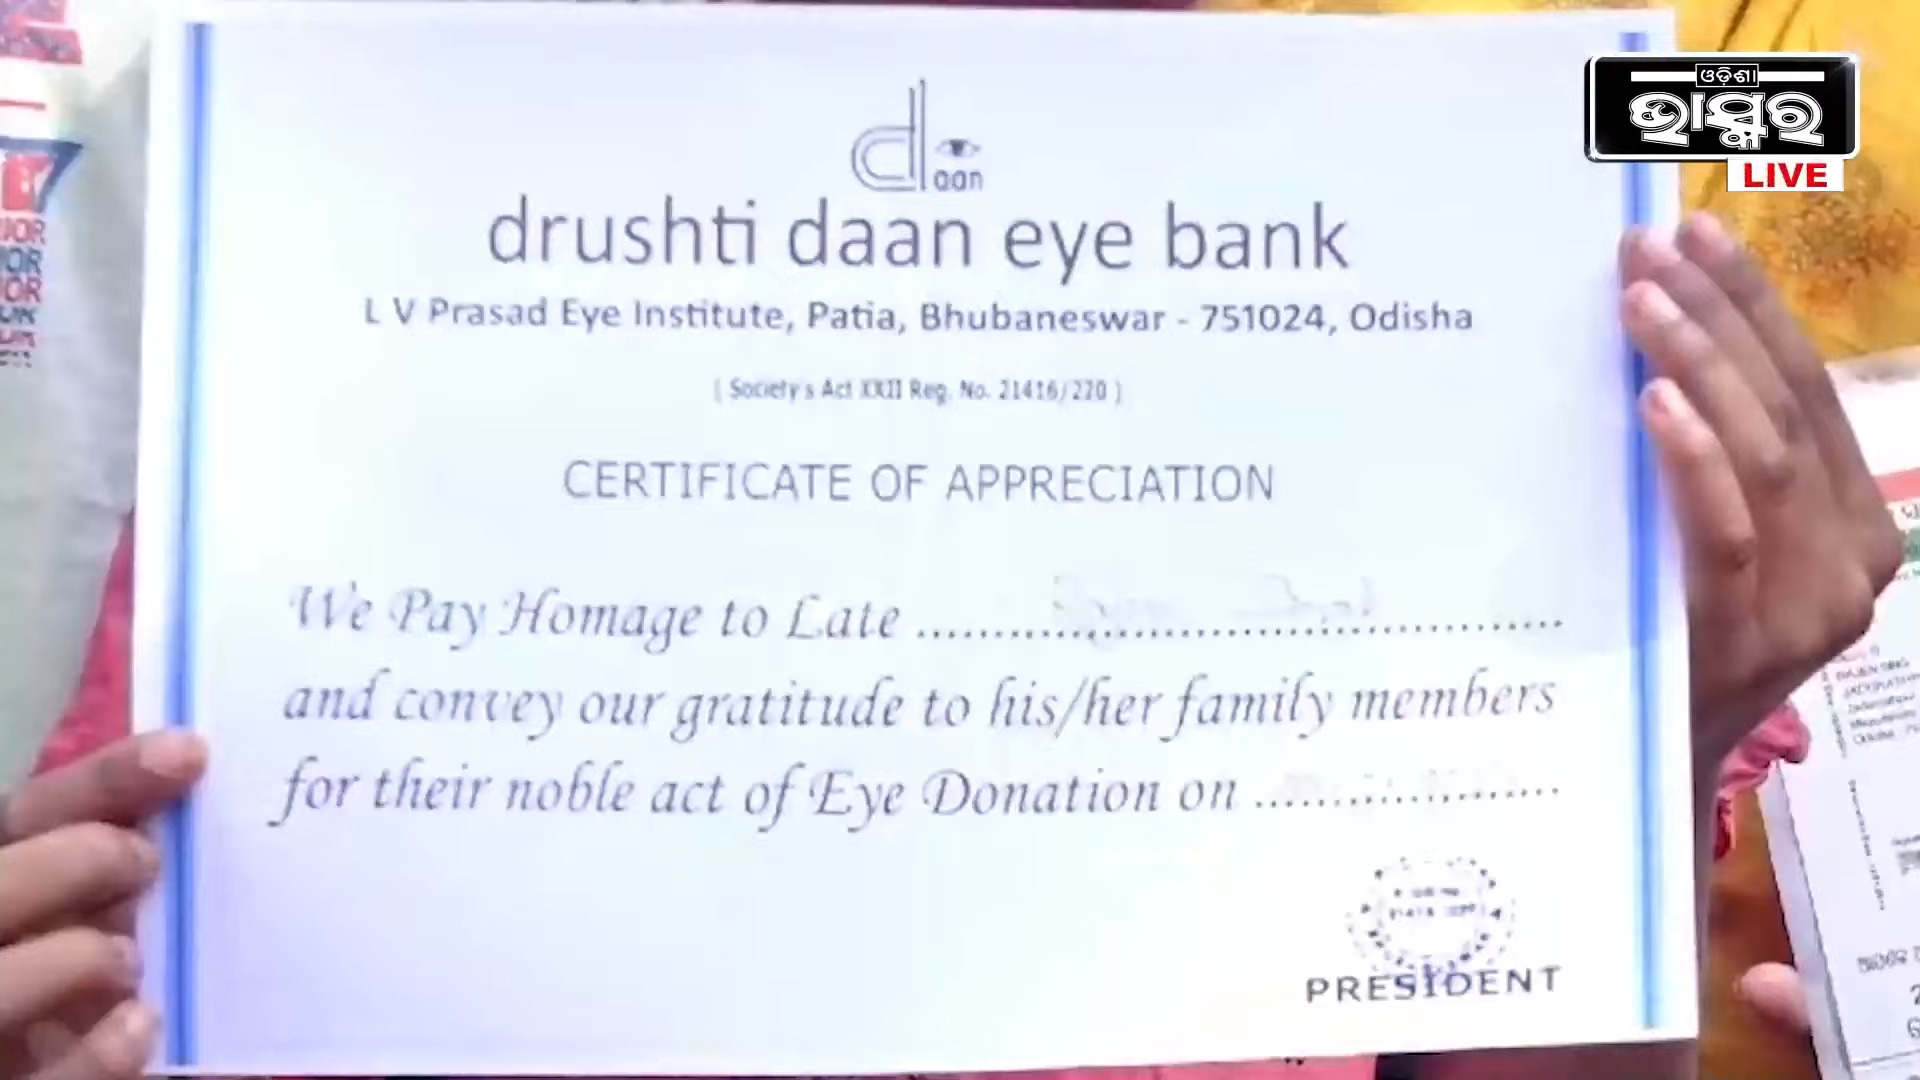 ଓଡ଼ିଶା
ଭାସ୍କର
LIVE
d aan
drushti daan eye bank
L V Prasad Eye Institute, Patia, Bhubaneswar - 751024, Odisha
( Society's Act XXII Reg. No. 21416/220 )
CERTIFICATE OF APPRECIATION
We Pay Homage to Late
and convey our gratitude to his/her family members
for their noble act of Eye Donation on
PRESIDENT